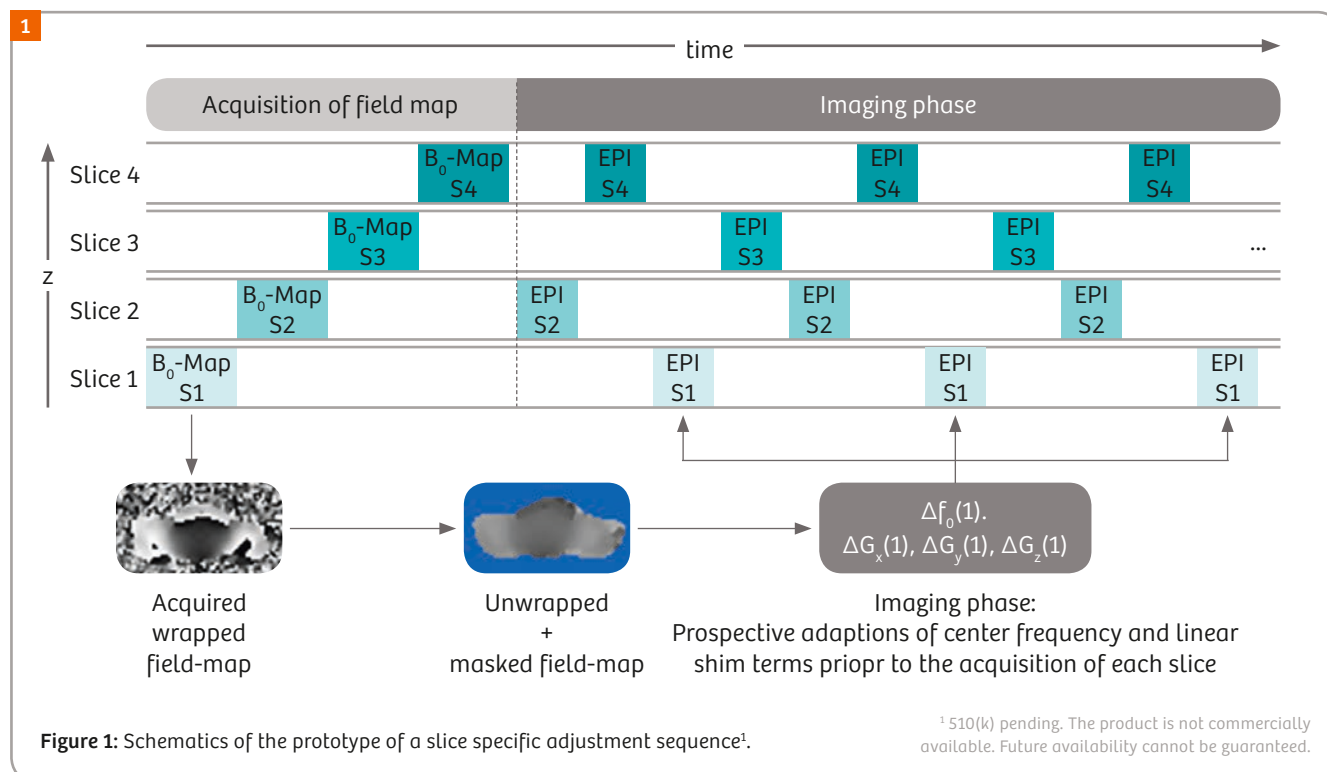 1
time
Acquisition of field map
Imaging phase
Slice 4
B₀-Map
S4
EPI
S4
EPI
S4
EPI
S4
Slice 3
B₀-Map
S3
EPI
S3
EPI
S3
...
z
Slice 2
B₀-Map
S2
EPI
S2
EPI
S2
EPI
S2
Slice 1
B₀-Map
S1
EPI
S1
EPI
S1
EPI
S1
Δf₀(1).
ΔGₓ(1), ΔG_y(1), ΔG_z(1)
Acquired
wrapped
field-map
Unwrapped
+
masked field-map
Imaging phase:
Prospective adaptions of center frequency and linear
shim terms priopr to the acquisition of each slice
Figure 1: Schematics of the prototype of a slice specific adjustment sequence¹.
¹ 510(k) pending. The product is not commercially
available. Future availability cannot be guaranteed.